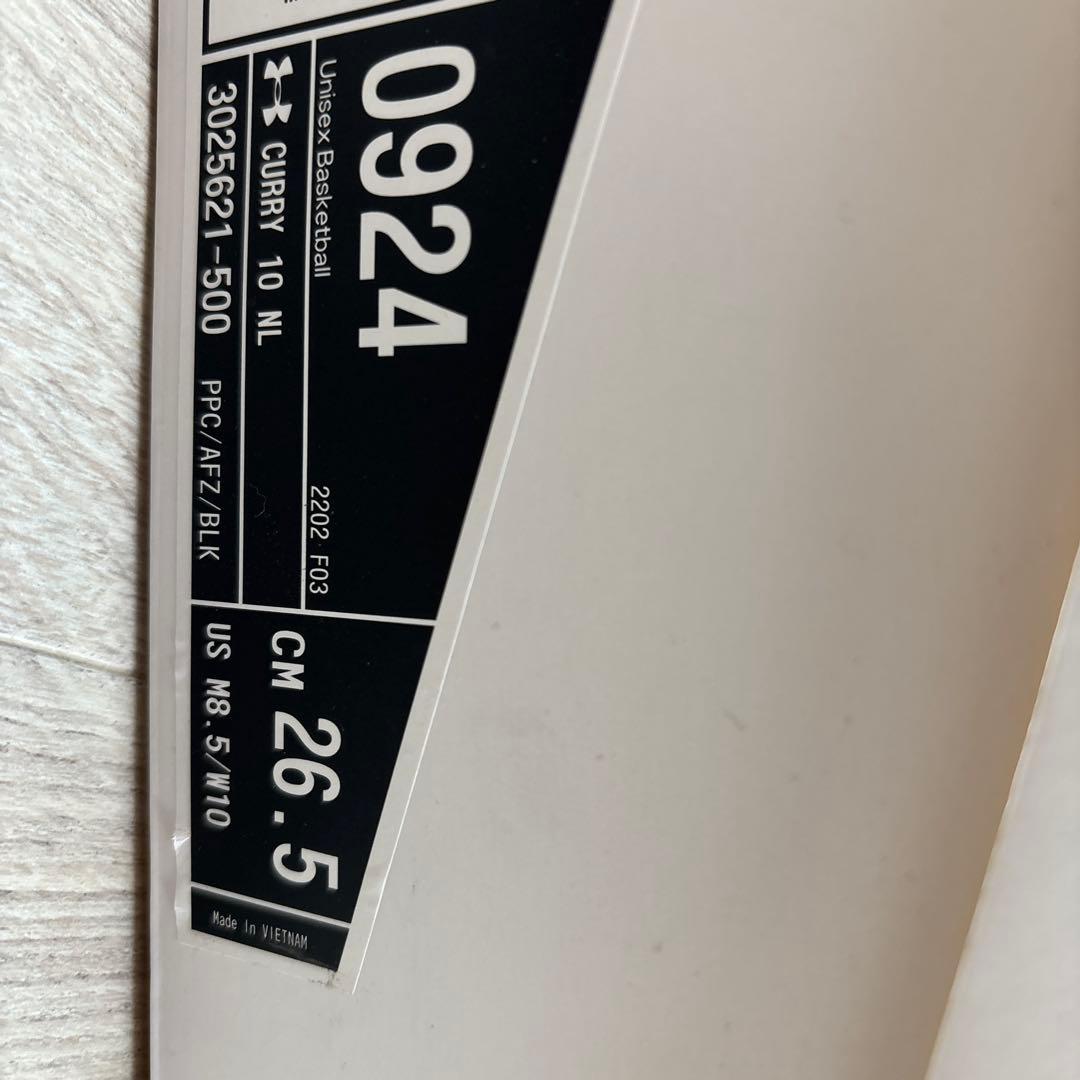 0924
Unisex Basketball 2202 F03
CURRY 10 NL
3025621-500 PPC/AFZ/BLK
CM 26.5
US M8.5/W10
Made In VIETNAM